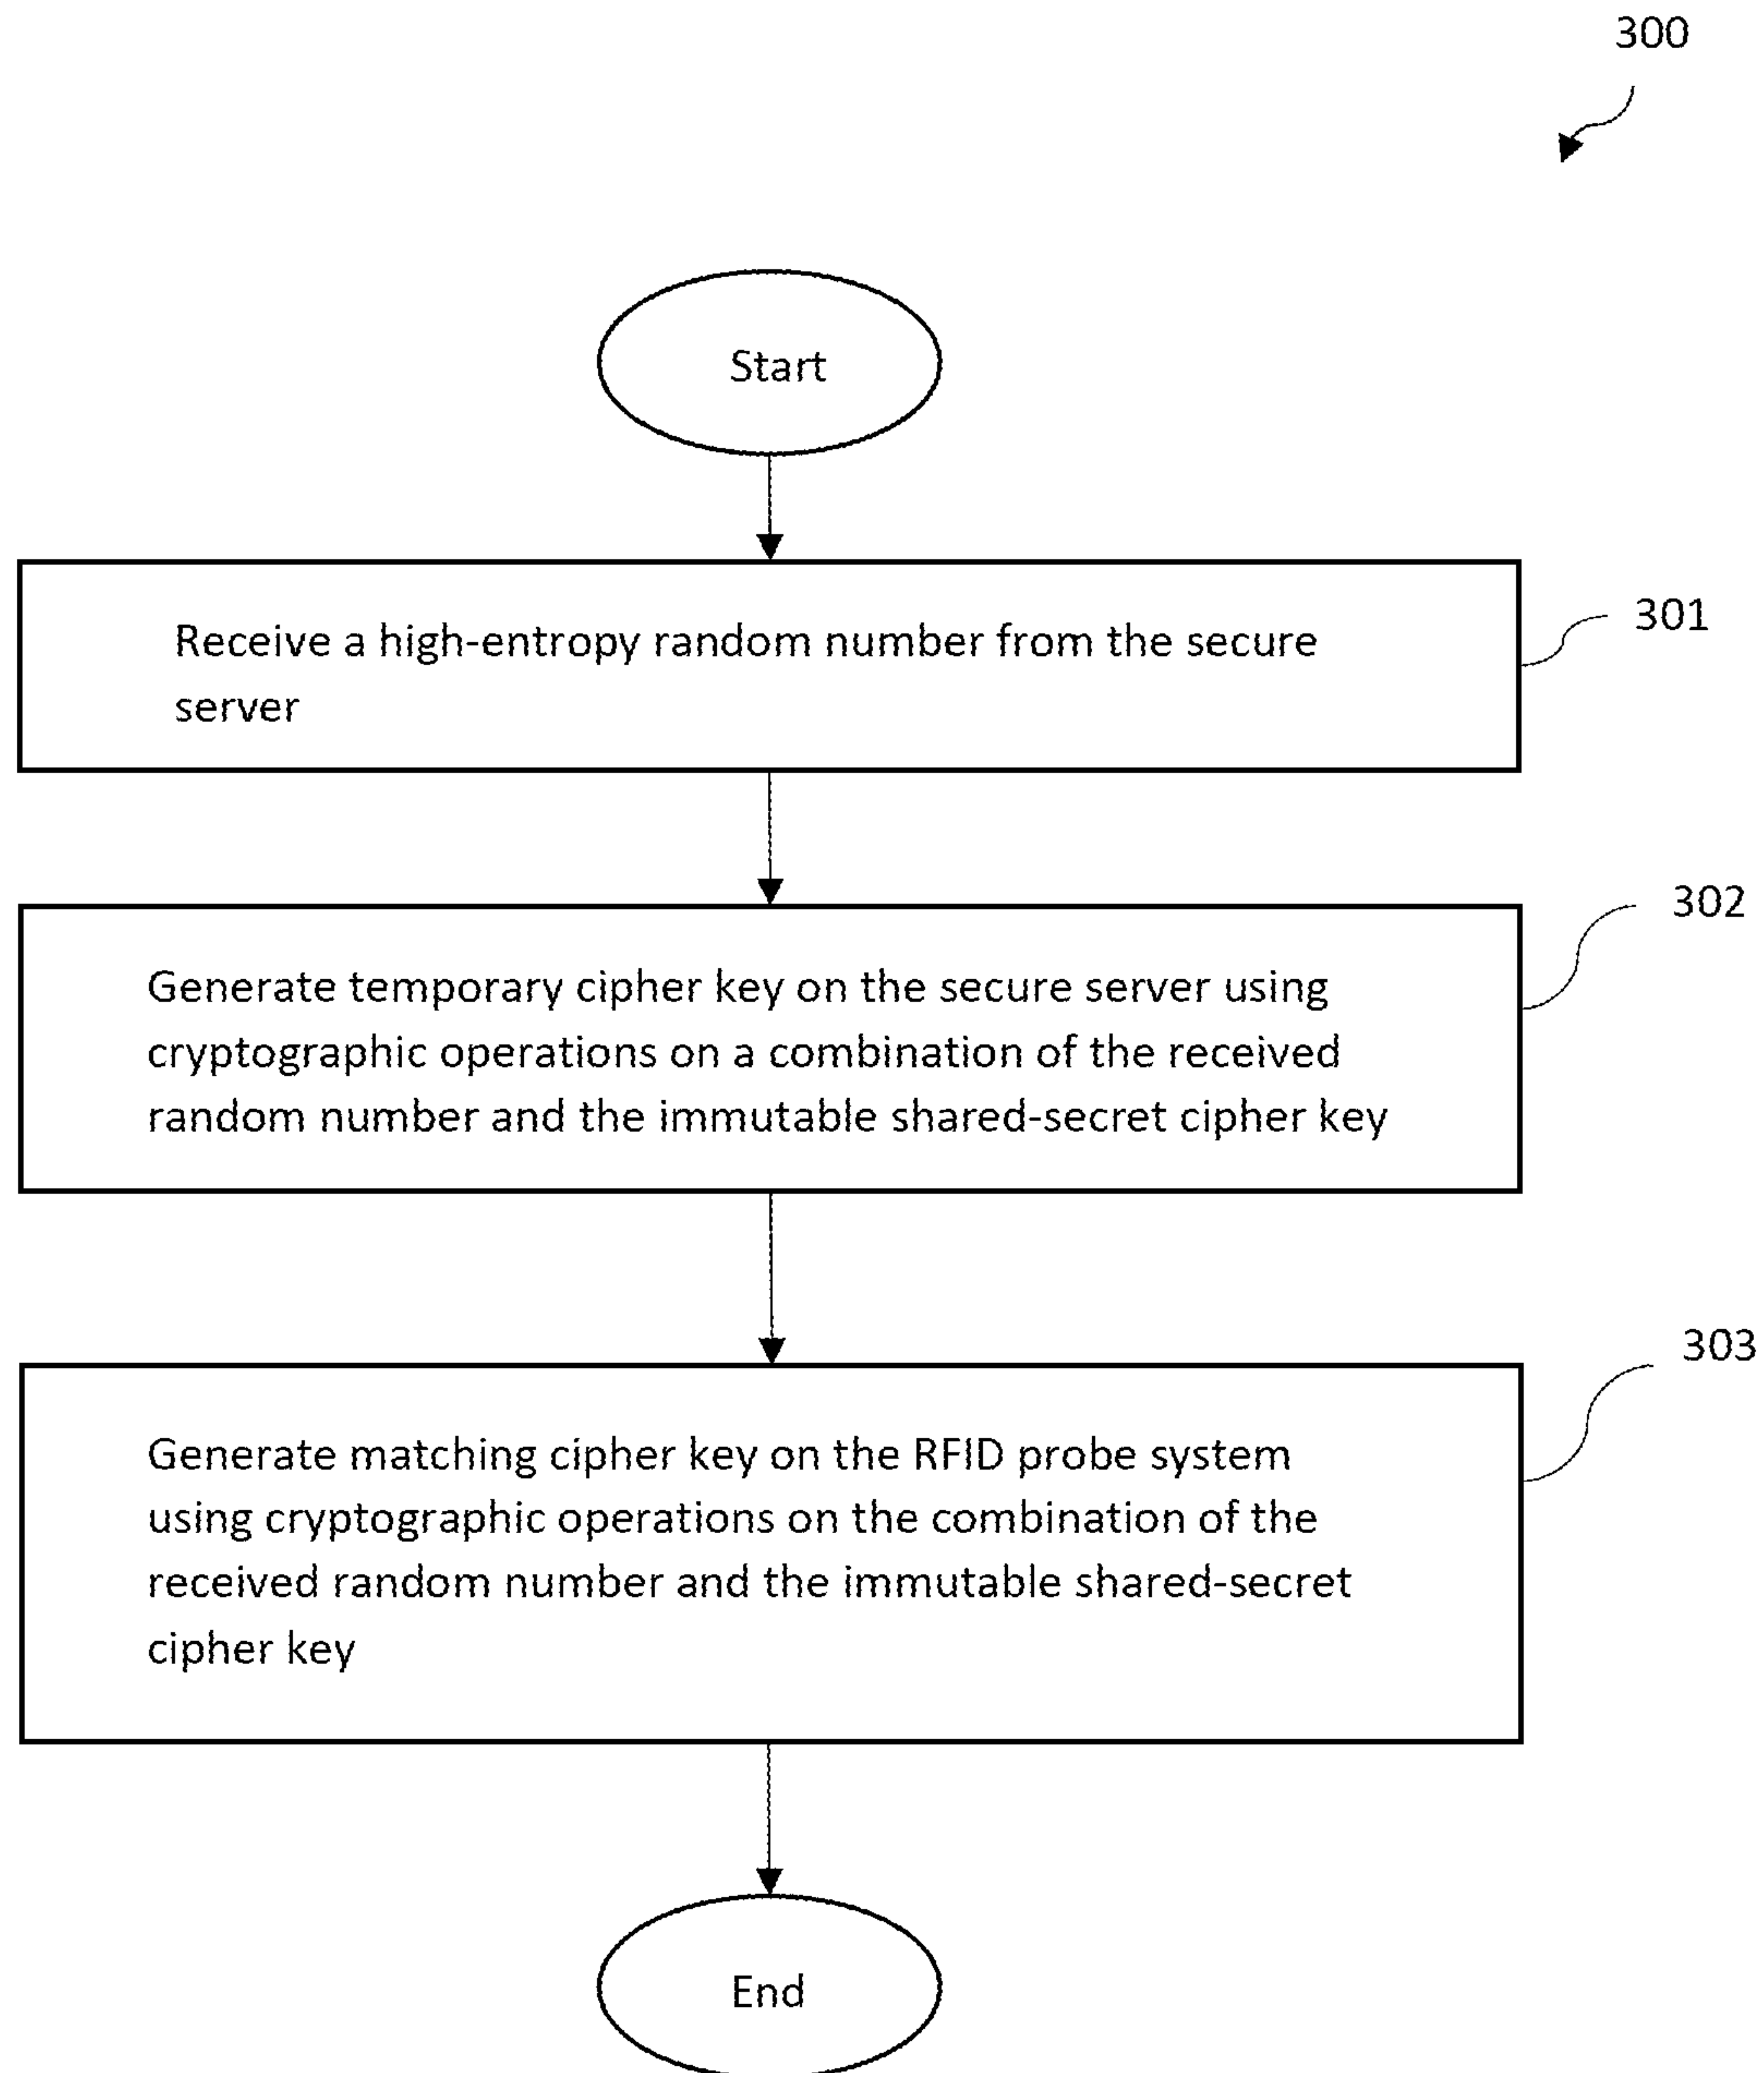 300
Start
Receive a high-entropy random number from the secure
server
301
302
Generate temporary cipher key on the secure server using
cryptographic operations on a combination of the received
random number and the immutable shared-secret cipher key
303
Generate matching cipher key on the RFID probe system
using cryptographic operations on the combination of the
received random number and the immutable shared-secret
cipher key
End